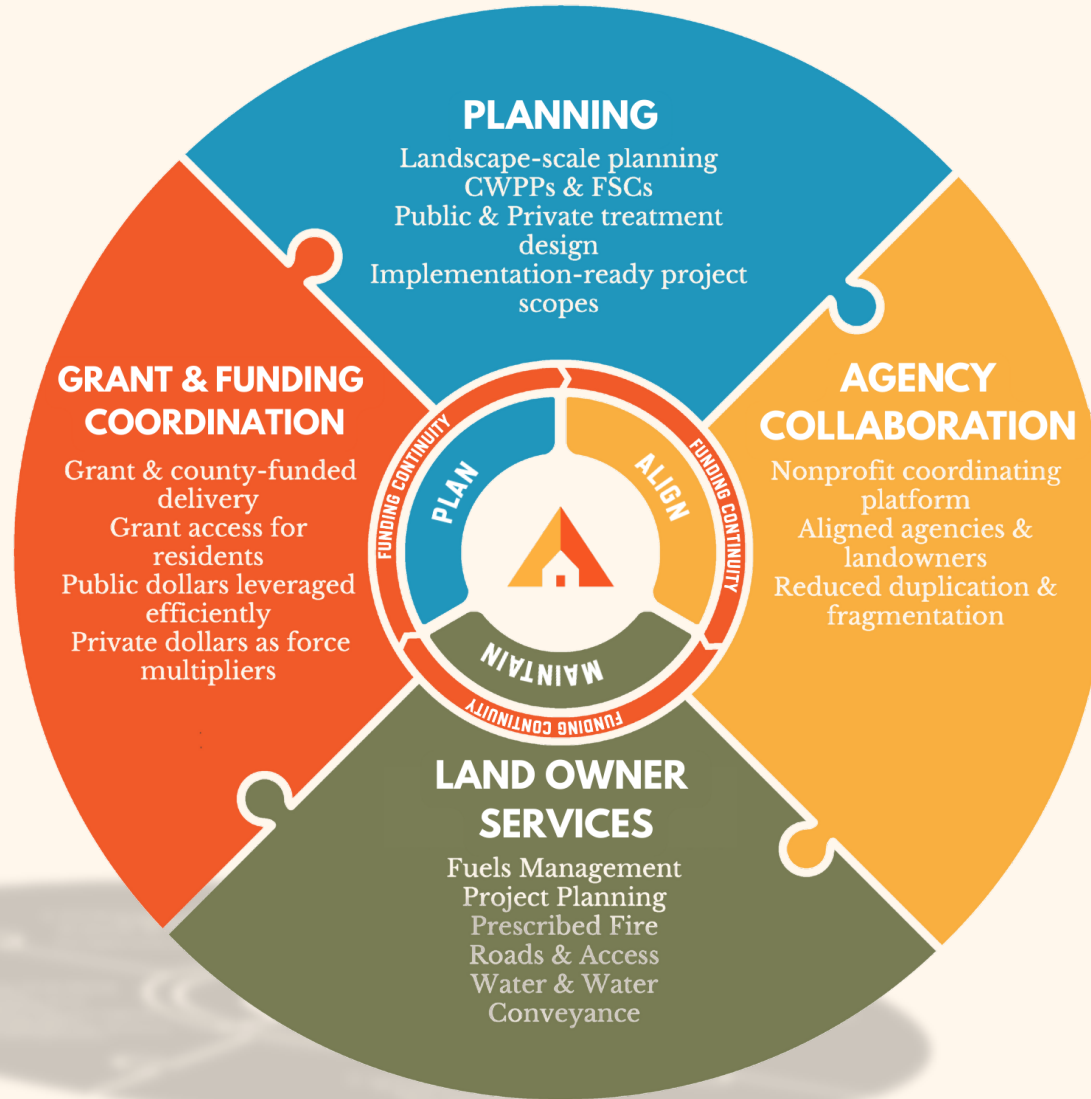 PLANNING
Landscape-scale planning
CWPPs & FSCs
Public & Private treatment
design
Implementation-ready project
scopes
GRANT & FUNDING
COORDINATION
Grant & county-funded
delivery
Grant access for
residents
Public dollars leveraged
efficiently
Private dollars as force
multipliers
AGENCY
COLLABORATION
Nonprofit coordinating
platform
Aligned agencies &
landowners
Reduced duplication &
fragmentation
FUNDING CONTINUITY
FUNDING CONTINUITY
PLAN
ALIGN
MAINTAIN
FUNDING CONTINUITY
LAND OWNER
SERVICES
Fuels Management
Project Planning
Prescribed Fire
Roads & Access
Water & Water
Conveyance